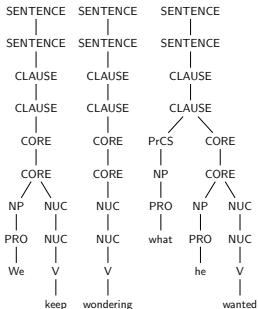 SENTENCE SENTENCE SENTENCE
SENTENCE SENTENCE SENTENCE
CLAUSE CLAUSE CLAUSE
CLAUSE CLAUSE CLAUSE
CORE CORE PrCS CORE
CORE CORE NP CORE
NP NUC NUC PRO NP NUC
PRO NUC NUC what PRO NUC
We V V he V
keep wondering wanted